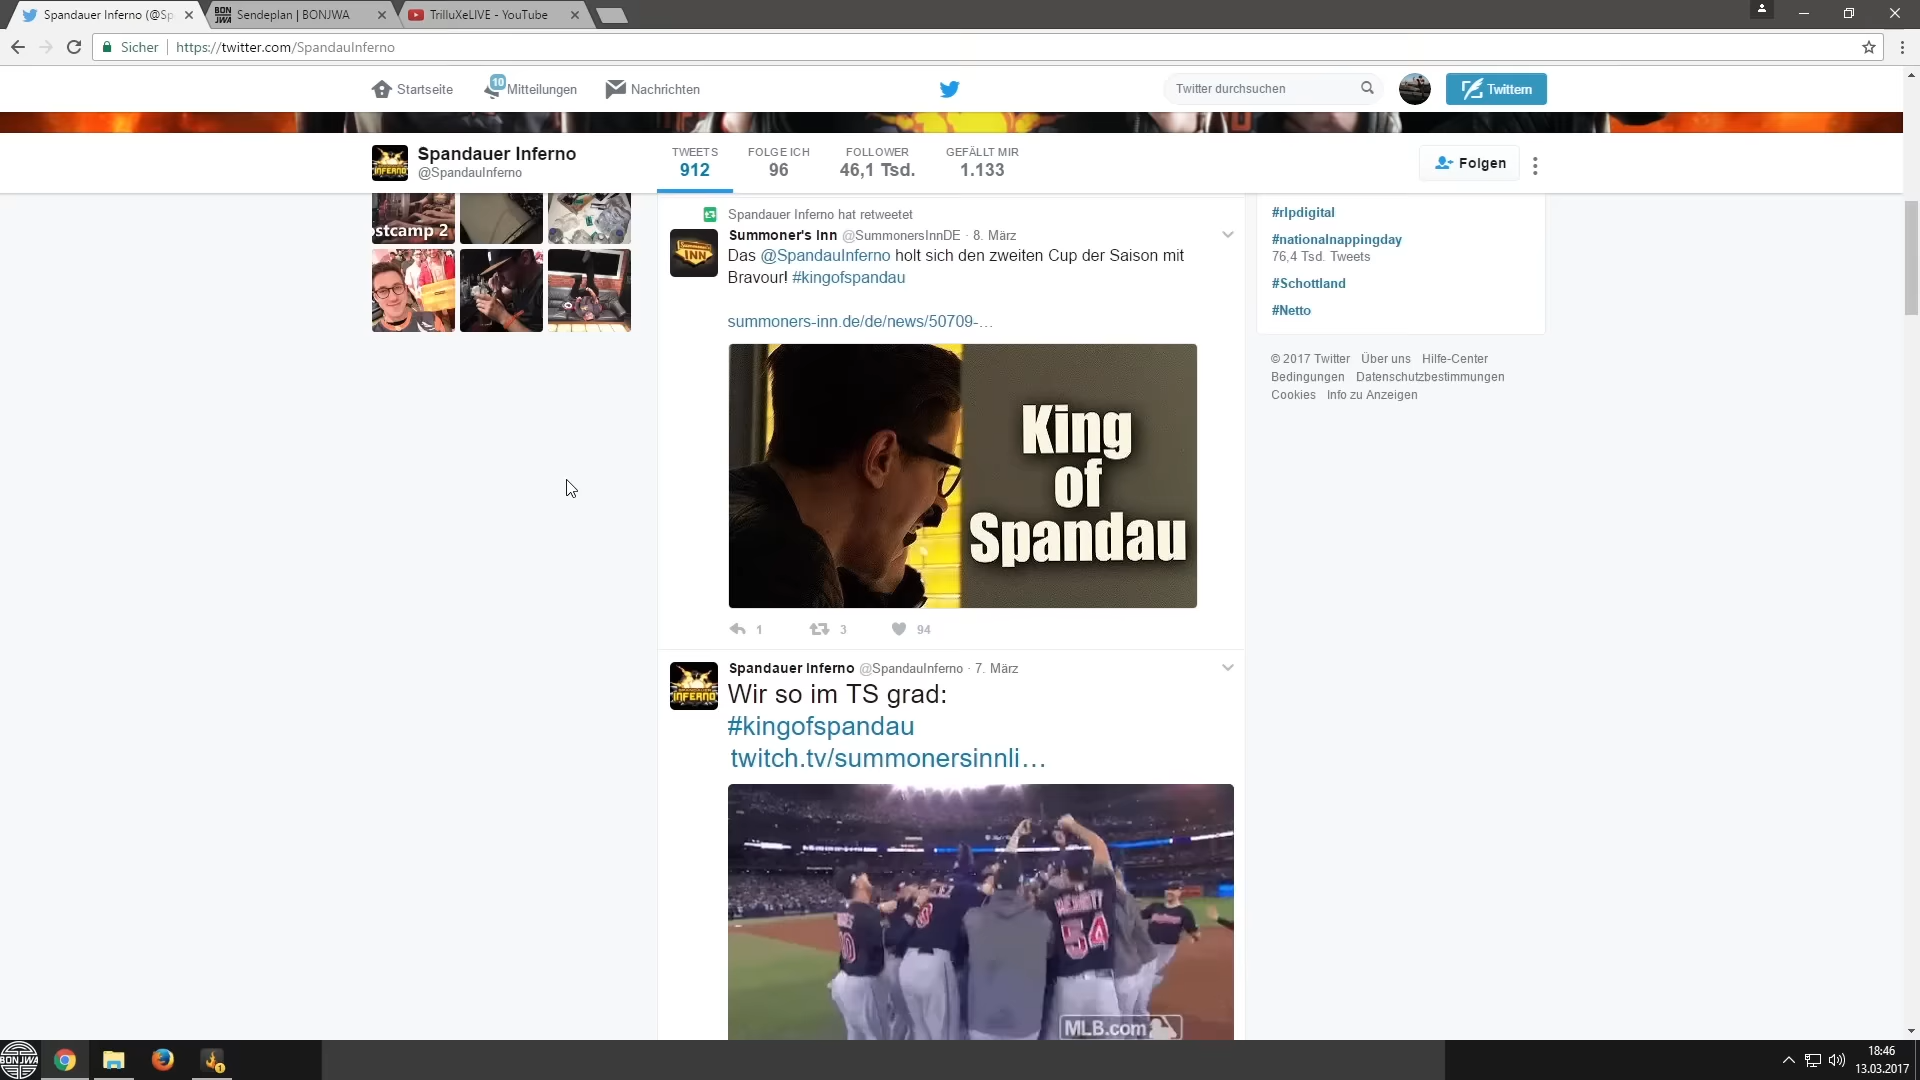 Spandauer Inferno (@Sp
Sendeplan | BONJWA
TrilluXeLIVE - YouTube
Sicher
https://twitter.com/SpandauInferno
Startseite
10
Mitteilungen
Nachrichten
Twitter durchsuchen
Twittern
Spandauer Inferno
@SpandauInferno
TWEETS
912
FOLGE ICH
96
FOLLOWER
46,1 Tsd.
GEFÄLLT MIR
1.133
Folgen
ostcamp 2
Spandauer Inferno hat retweetet
Summoner's Inn @SummonersInnDE · 8. März
Das @SpandauInferno holt sich den zweiten Cup der Saison mit
Bravour! #kingofspandau
summoners-inn.de/de/news/50709-…
King
of
Spandau
1
3
94
Spandauer Inferno @SpandauInferno · 7. März
Wir so im TS grad:
#kingofspandau
twitch.tv/summonersinnli…
54
MLB.com
#rlpdigital
#nationalnappingday
76,4 Tsd. Tweets
#Schottland
#Netto
© 2017 Twitter Über uns Hilfe-Center
Bedingungen Datenschutzbestimmungen
Cookies Info zu Anzeigen
BONJWA
1
18:46
13.03.2017